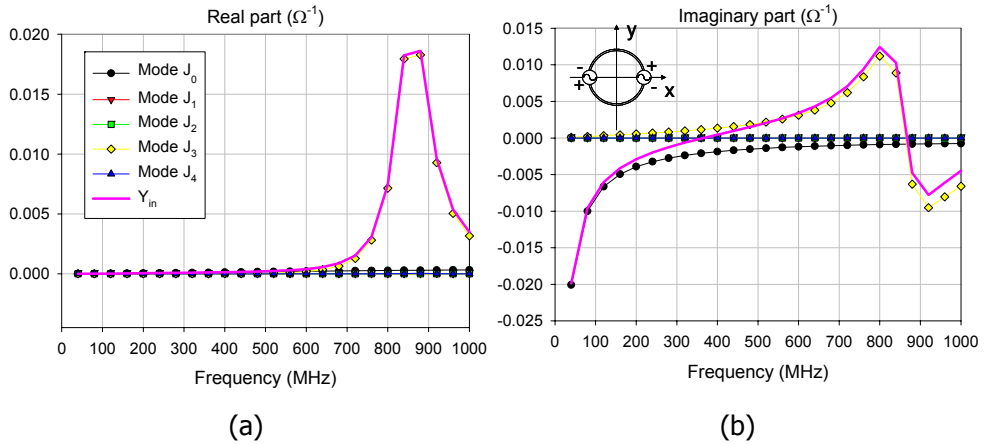 Real part (Ω⁻¹)
0.020
0.015
0.010
0.005
0.000
Mode J₀
Mode J₁
Mode J₂
Mode J₃
Mode J₄
Yᵢₙ
0 100 200 300 400 500 600 700 800 900 1000
Frequency (MHz)
(a)
Imaginary part (Ω⁻¹)
0.015
0.010
0.005
0.000
-0.005
-0.010
-0.015
-0.020
-0.025
y
- +
+ -
x
0 100 200 300 400 500 600 700 800 900 1000
Frequency (MHz)
(b)